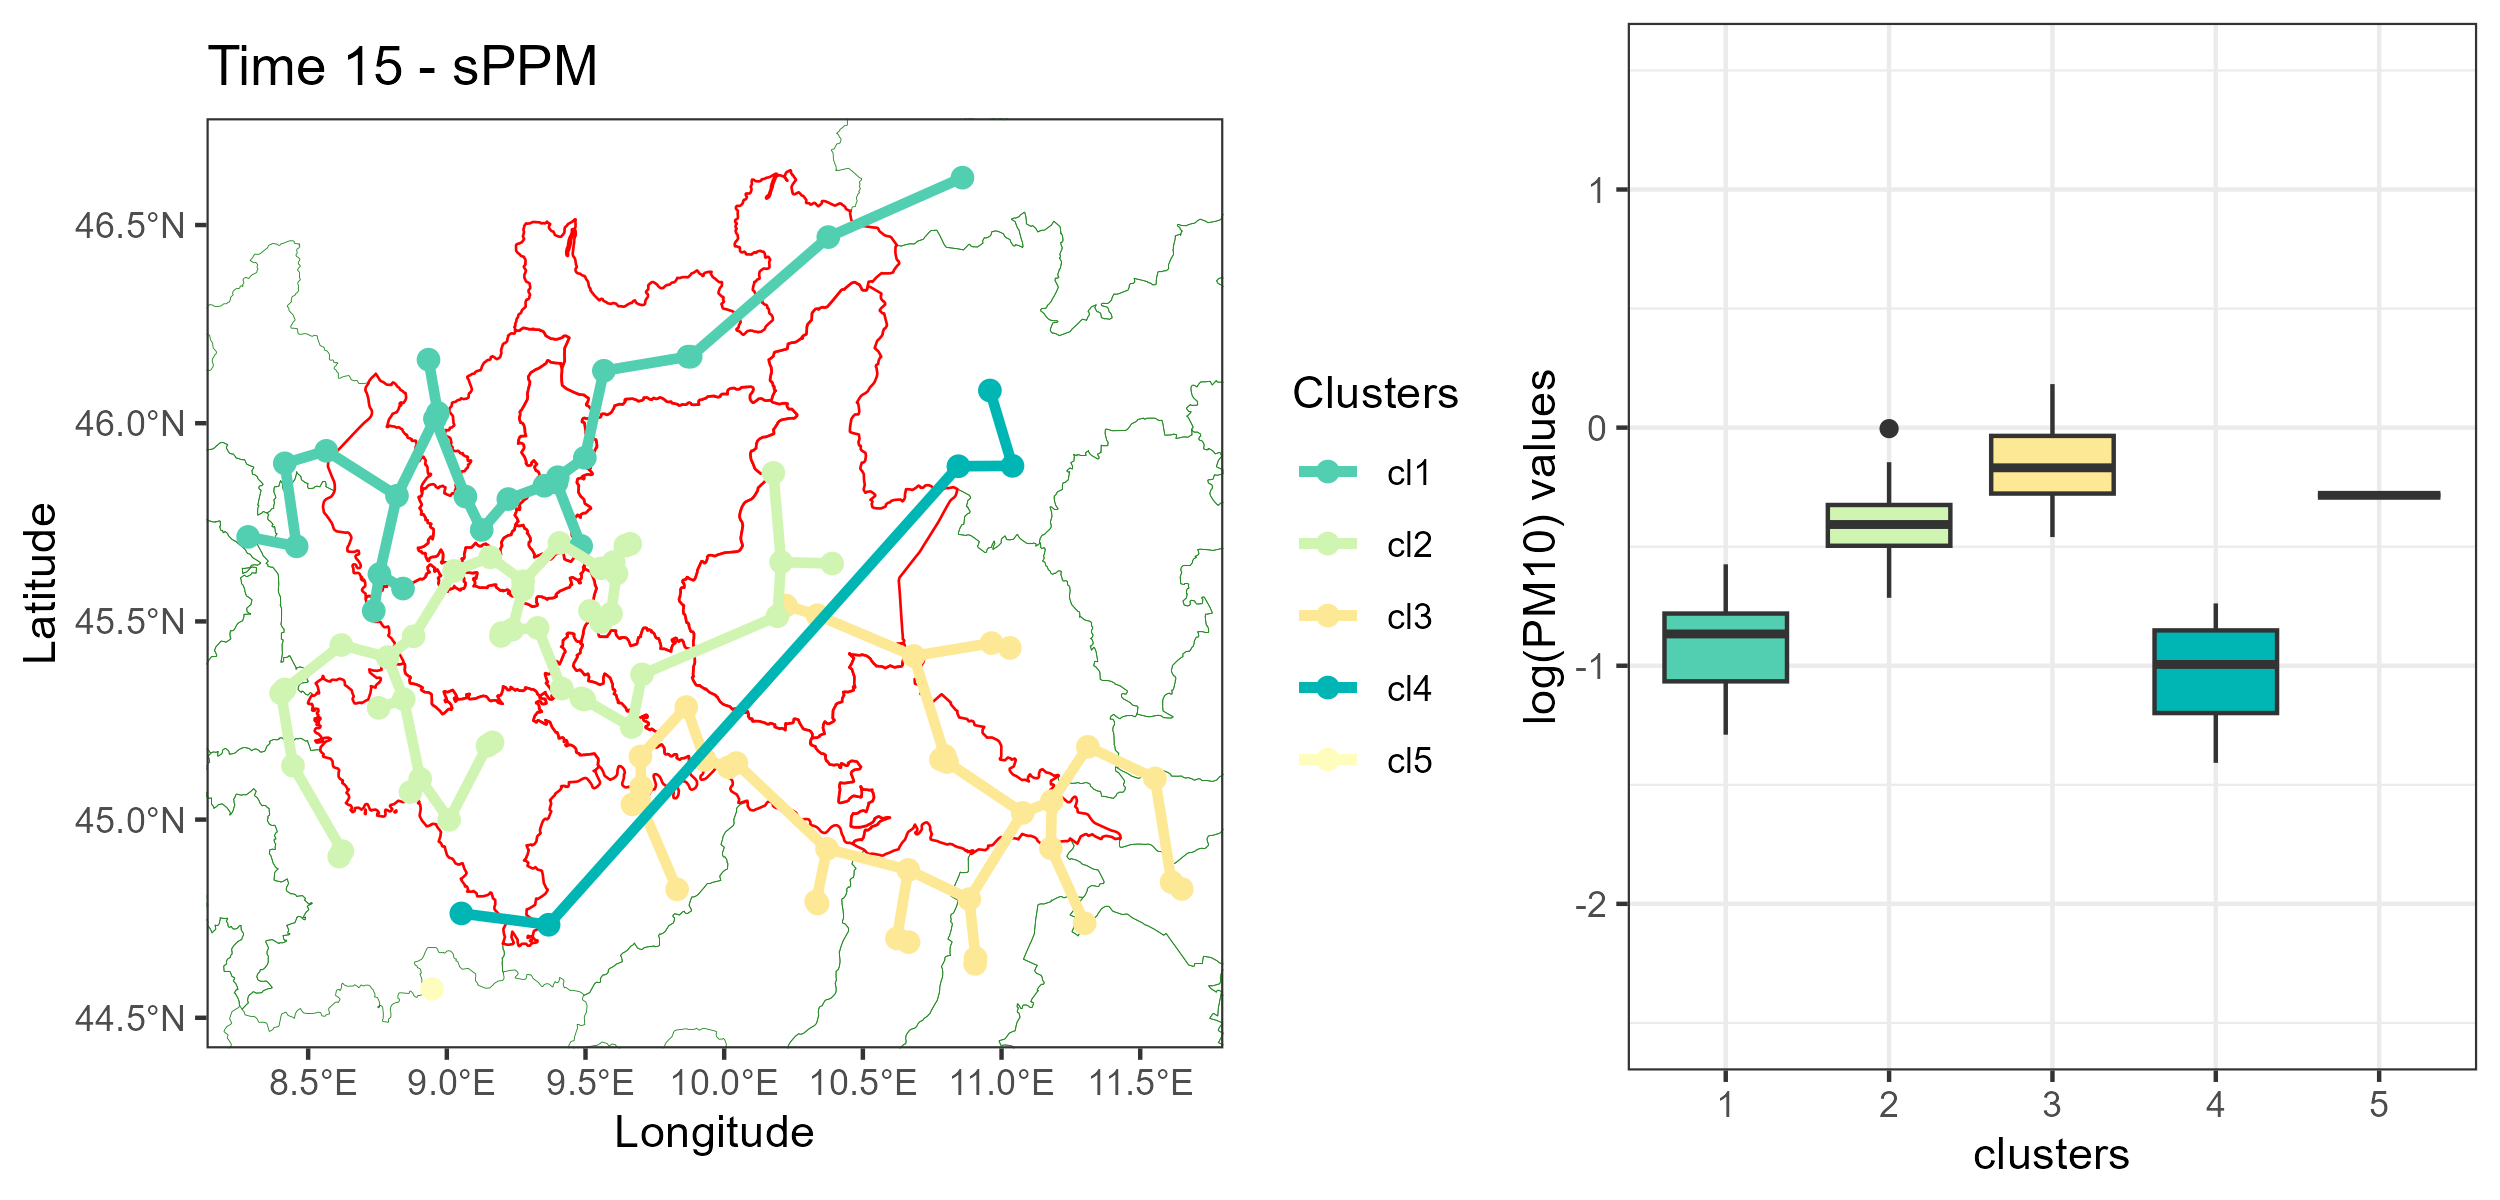 Time 15 - sPPM
Latitude
46.5°N
46.0°N
45.5°N
45.0°N
44.5°N
8.5°E 9.0°E 9.5°E 10.0°E 10.5°E 11.0°E 11.5°E
Longitude
Clusters
cl1
cl2
cl3
cl4
cl5
log(PM10) values
1
0
-1
-2
1 2 3 4 5
clusters